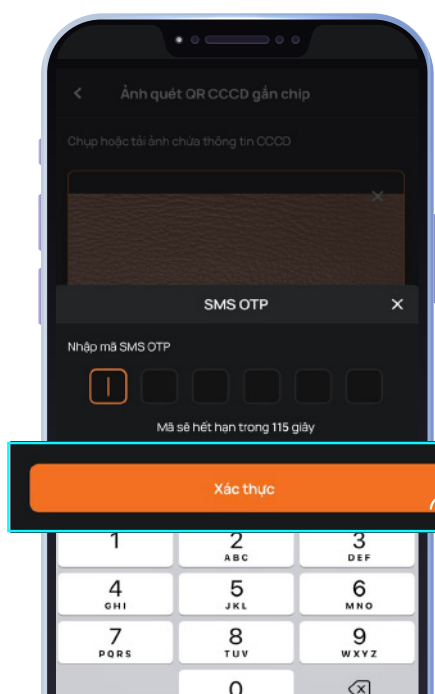 Ảnh quét QR CCCD gắn chip
Chụp hoặc tải ảnh chứa thông tin CCCD
SMS OTP
Nhập mã SMS OTP
Mã sẽ hết hạn trong 115 giây
Xác thực
1 2 3
ABC DEF
4 5 6
GHI JKL MNO
7 8 9
PQRS TUV WXYZ
0